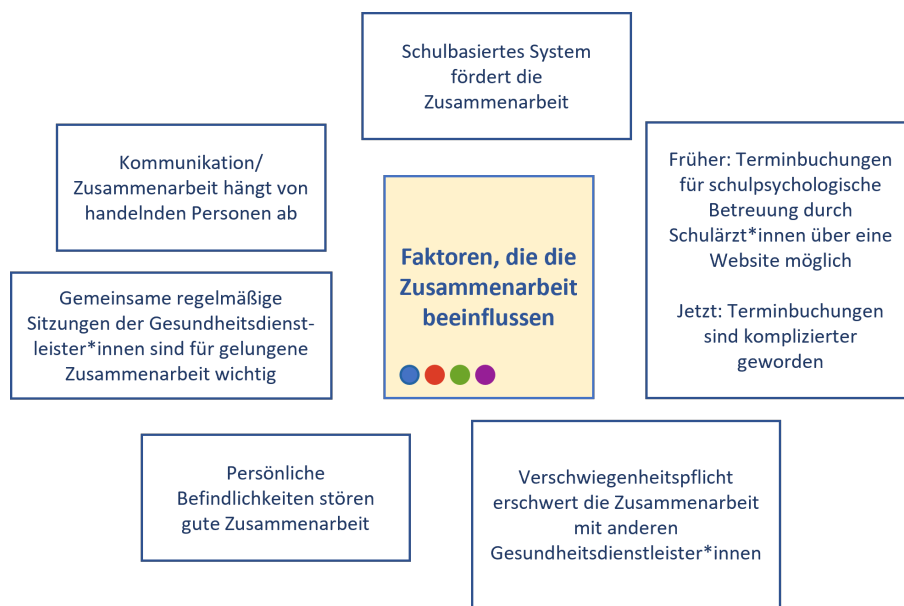 Schulbasiertes System
fördert die
Zusammenarbeit
Kommunikation/
Zusammenarbeit hängt von
handelnden Personen ab
Früher: Terminbuchungen
für schulpsychologische
Betreuung durch
Schulärzt*innen über eine
Website möglich
Jetzt: Terminbuchungen
sind komplizierter
geworden
Faktoren, die die
Zusammenarbeit
beeinflussen
Gemeinsame regelmäßige
Sitzungen der Gesundheitsdienst-
leister*innen sind für gelungene
Zusammenarbeit wichtig
Persönliche
Befindlichkeiten stören
gute Zusammenarbeit
Verschwiegenheitspflicht
erschwert die Zusammenarbeit
mit anderen
Gesundheitsdienstleister*innen